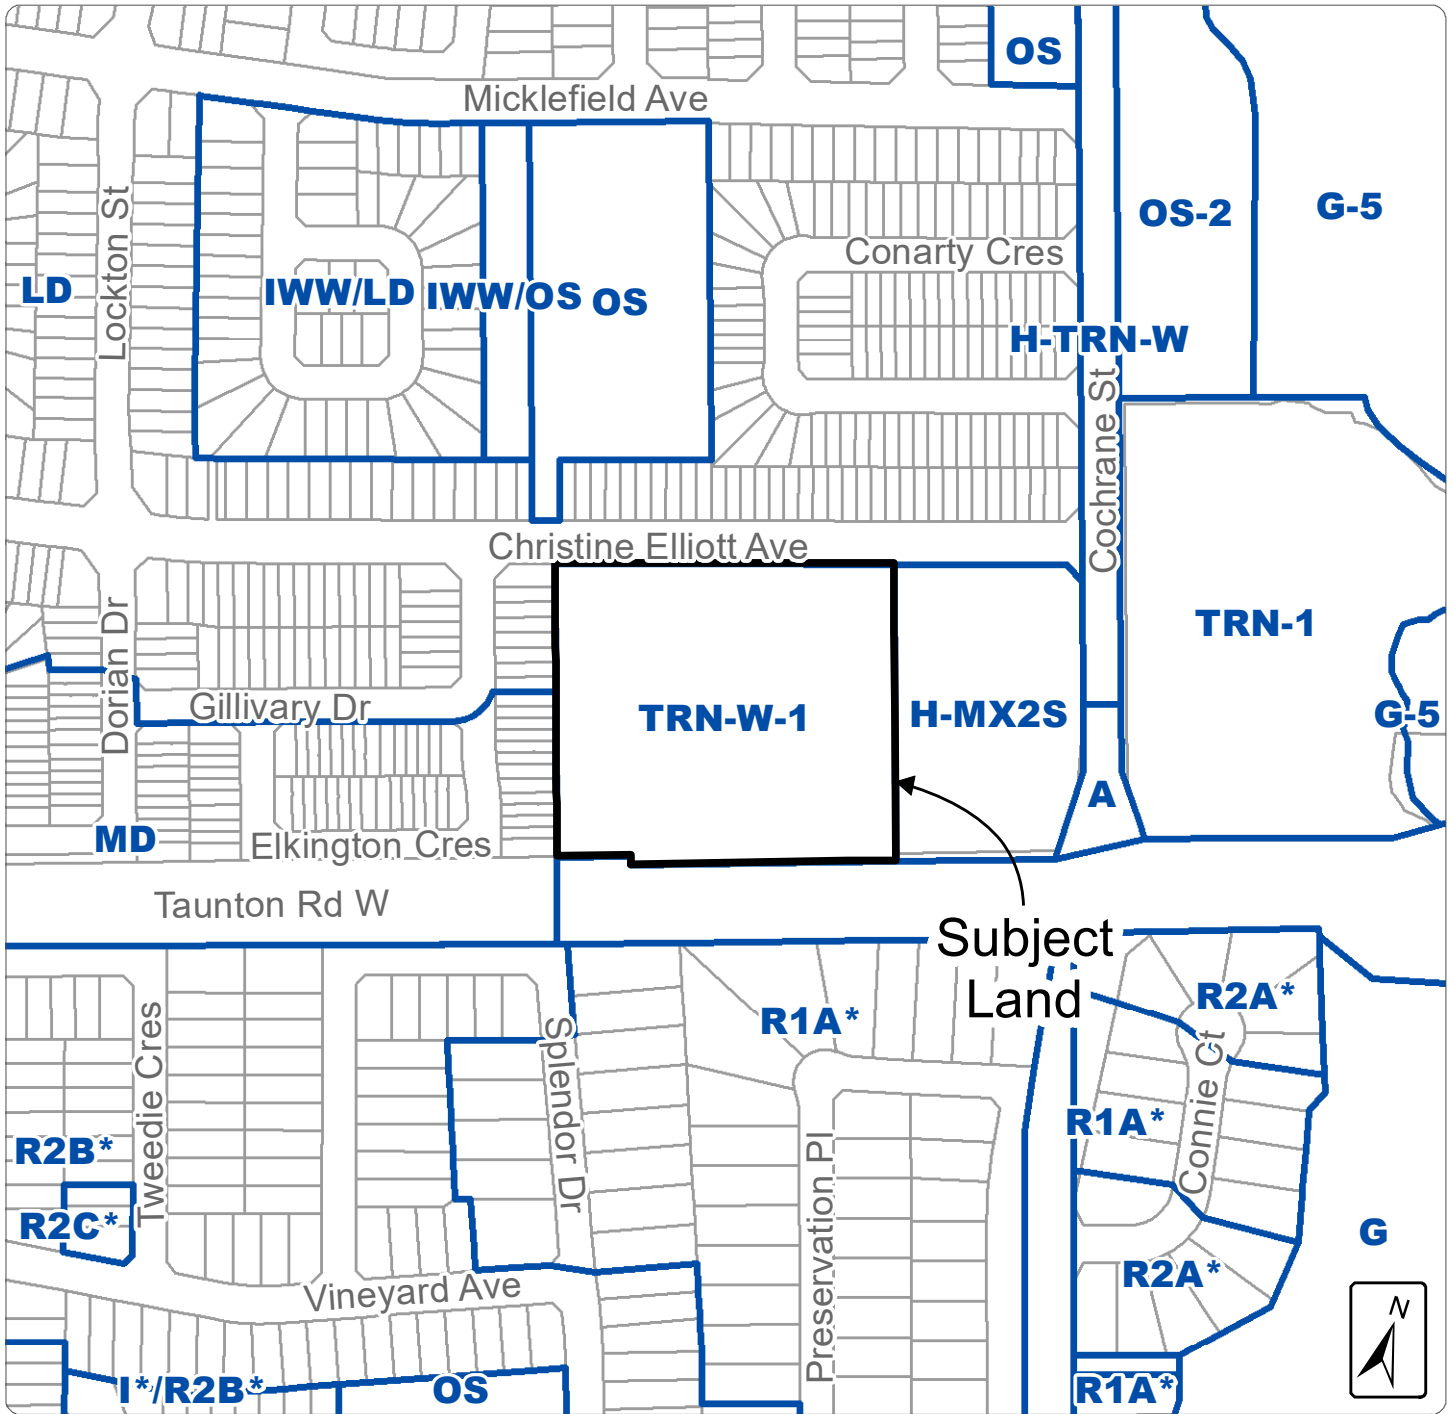 OS
Micklefield Ave
OS-2
G-5
Lockton St
Conarty Cres
LD
IWW/LD
IWW/OS
OS
H-TRN-W
Cochrane St
Christine Elliott Ave
TRN-1
Dorian Dr
Gillivary Dr
TRN-W-1
H-MX2S
G-5
A
MD
Elkington Cres
Taunton Rd W
Subject
Land
R2A*
R1A*
Splendor Dr
Tweedie Cres
Connie Ct
R1A*
R2B*
Preservation Pl
R2C*
G
R2A*
Vineyard Ave
N
I*/R2B*
OS
R1A*